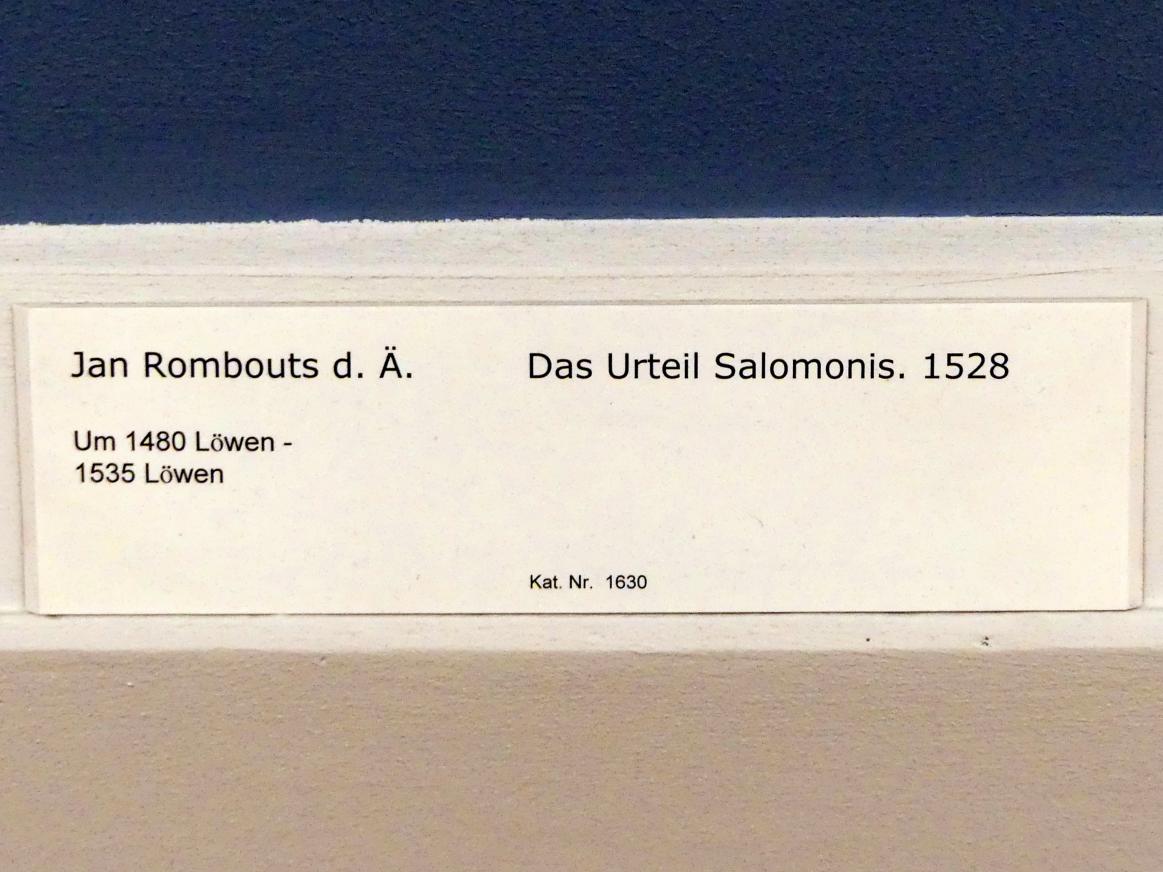 Jan Rombouts d. Ä.
Das Urteil Salomonis. 1528
Um 1480 Löwen -
1535 Löwen
Kat. Nr. 1630